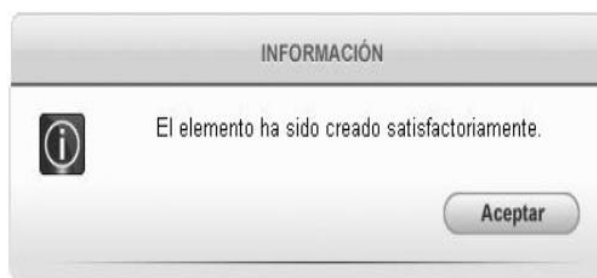 INFORMACIÓN
El elemento ha sido creado satisfactoriamente.
Aceptar